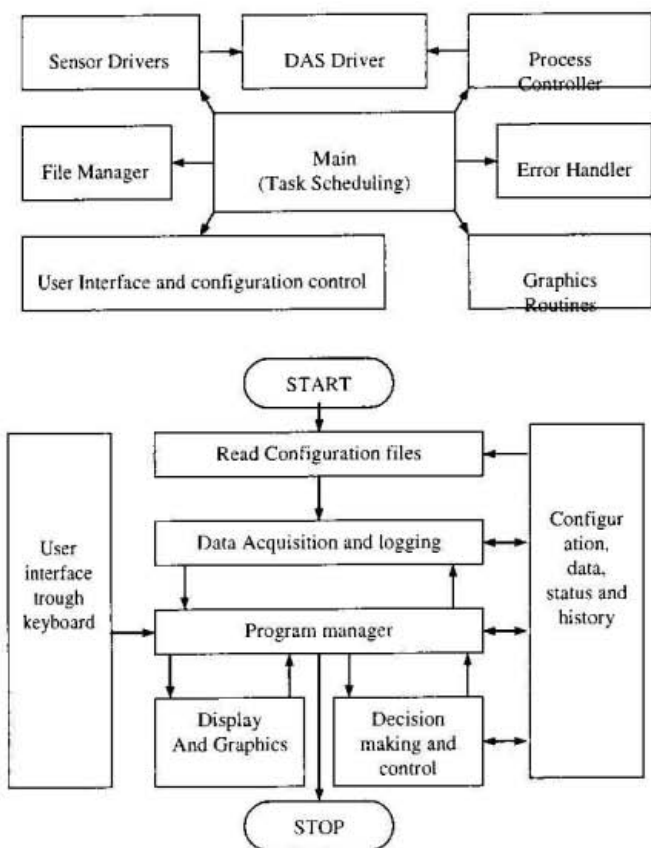 Sensor Drivers
DAS Driver
Process
Controller
File Manager
Main
(Task Scheduling)
Error Handler
User Interface and configuration control
Graphics
Routines
START
Read Configuration files
User
interface
trough
keyboard
Data Acquisition and logging
Configur
ation,
data,
status and
history
Program manager
Display
And Graphics
Decision
making and
control
STOP